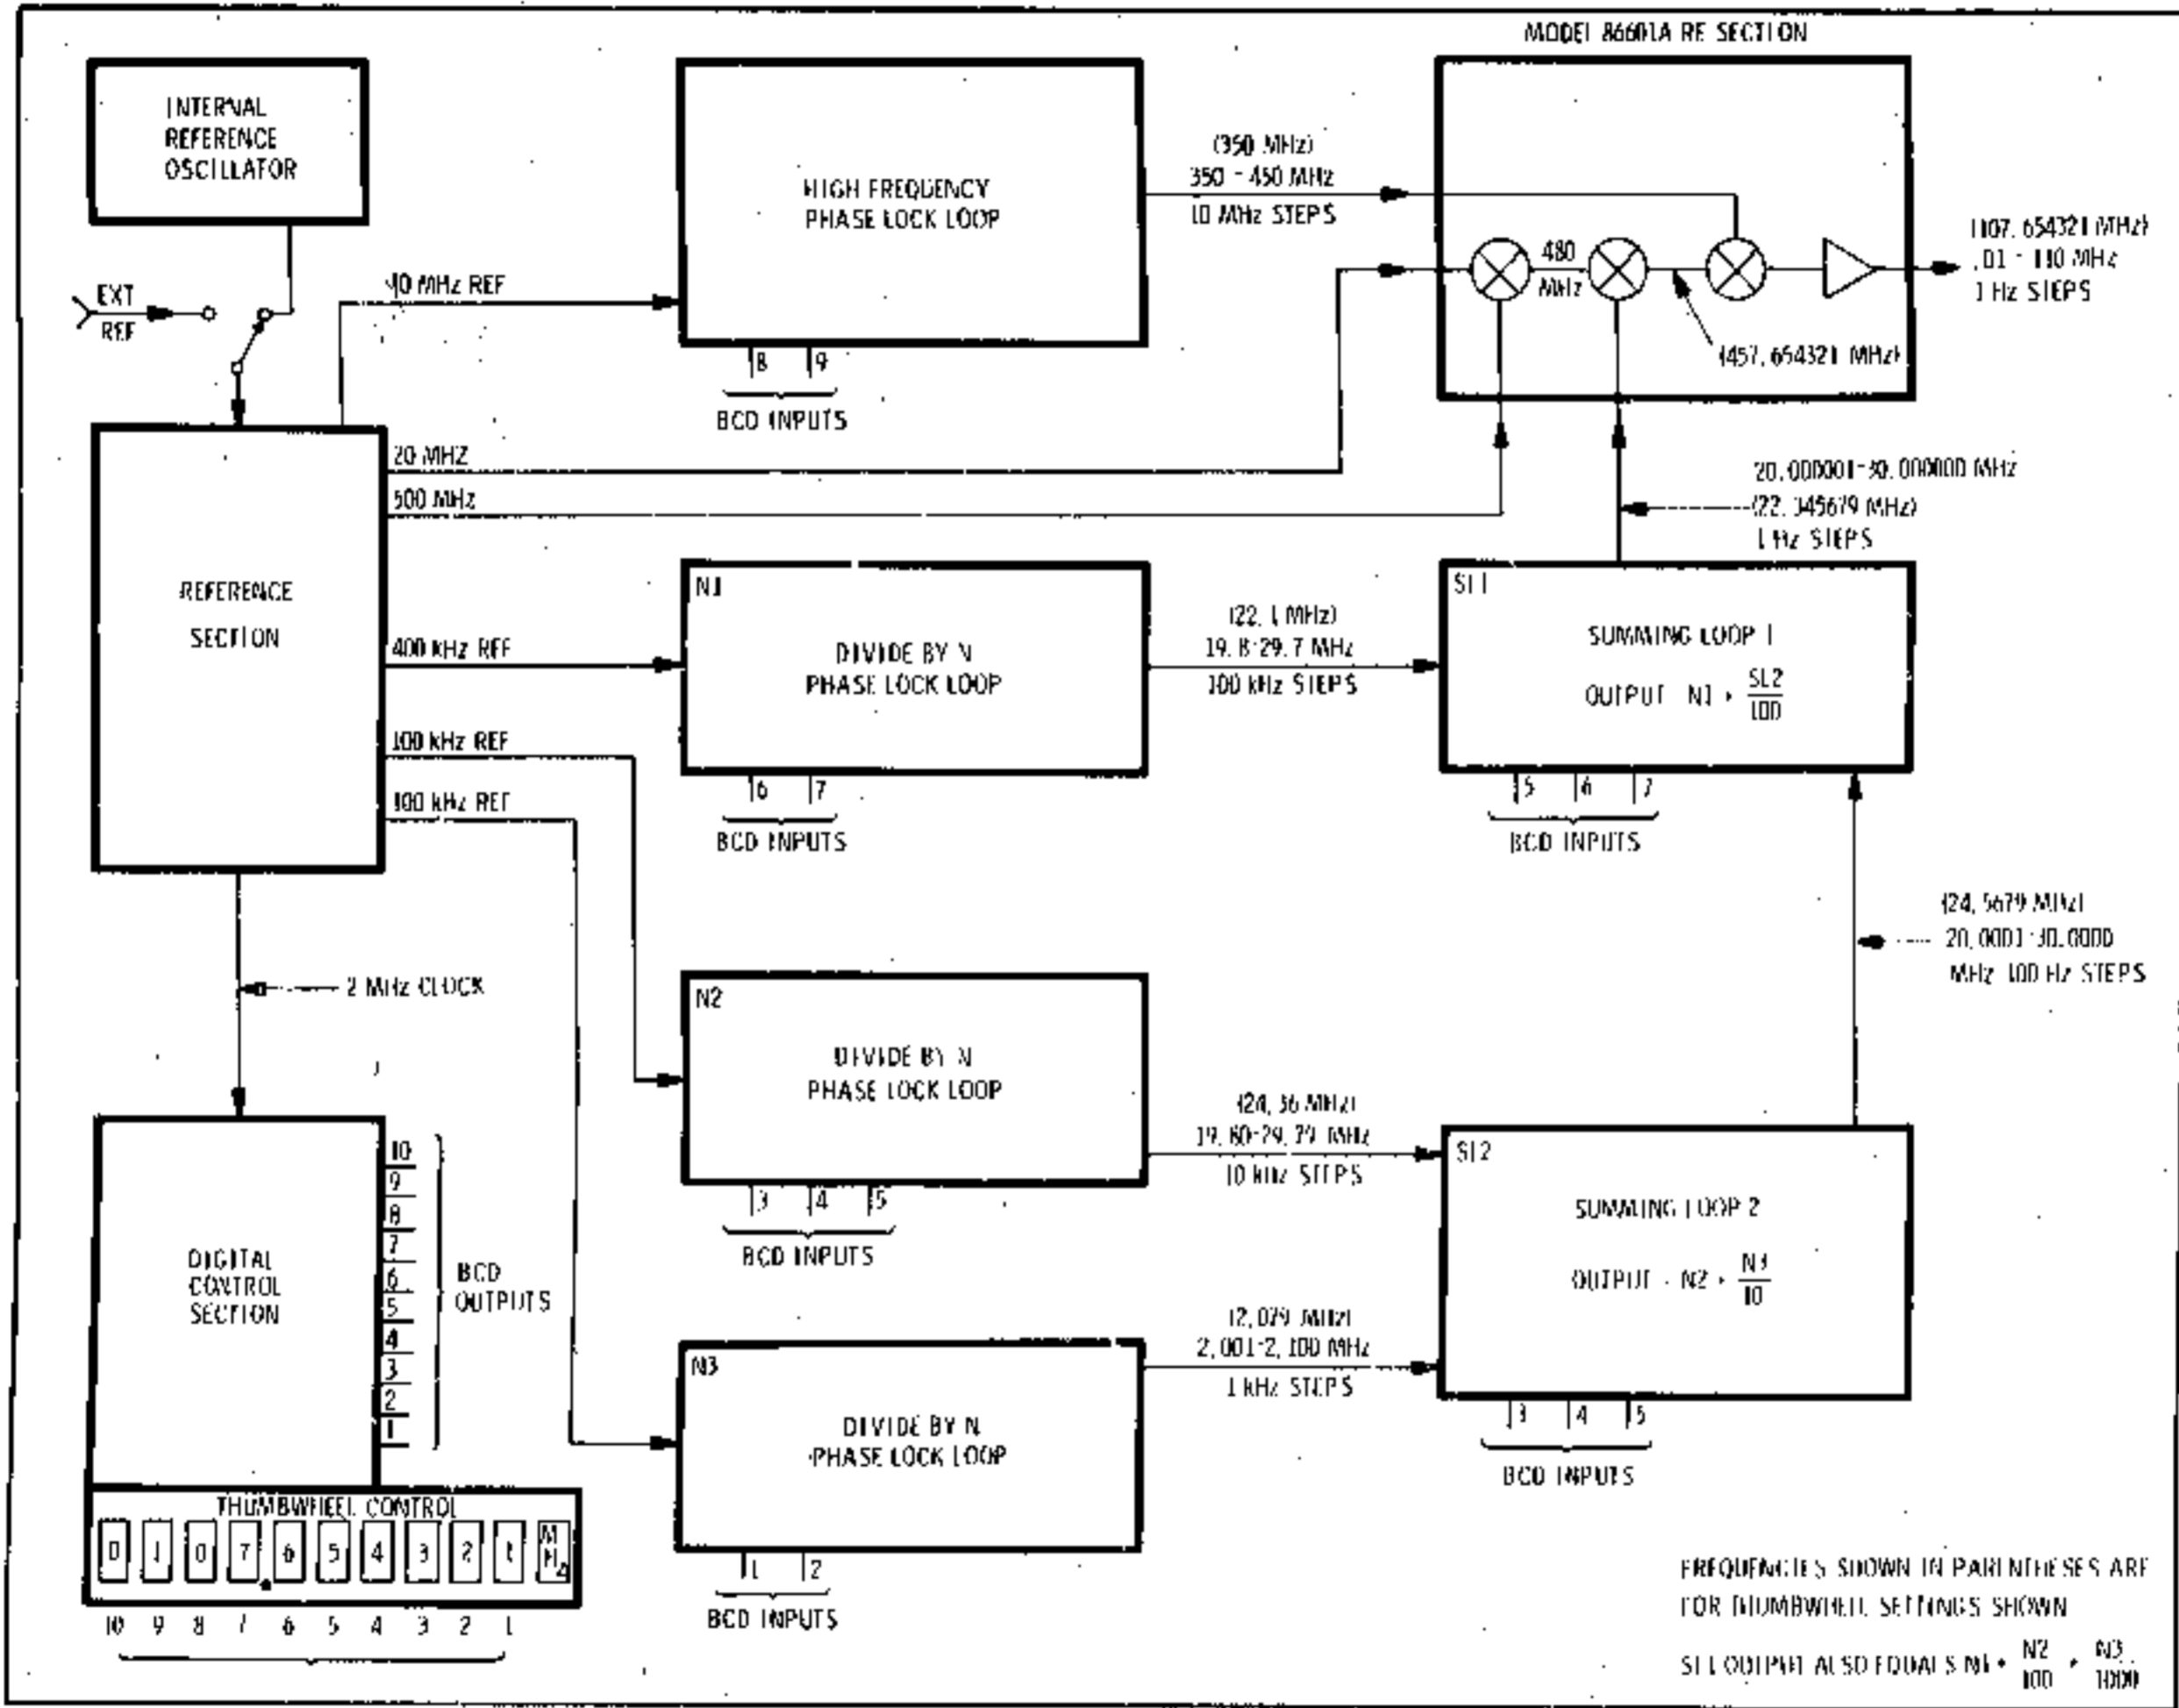 MODEL 86601A RF SECTION
INTERNAL
REFERENCE
OSCILLATOR
EXT
REF
10 MHz REF
HIGH FREQUENCY
PHASE LOCK LOOP
8 9
BCD INPUTS
(350 MHz)
350 - 450 MHz
10 MHz STEPS
480
MHz
(457.654321 MHz)
(107.654321 MHz)
.01 - 110 MHz
1 Hz STEPS
20 MHZ
500 MHz
REFERENCE
SECTION
400 kHz REF
100 kHz REF
100 kHz REF
2 MHz CLOCK
20.000001-30.000000 MHz
(22.345679 MHz)
1 Hz STEPS
N1
DIVIDE BY N
PHASE LOCK LOOP
6 7
BCD INPUTS
(22.1 MHz)
19.8-29.7 MHz
100 kHz STEPS
SL1
SUMMING LOOP 1
OUTPUT N1 + SL2
100
5 6 7
BCD INPUTS
(24.5679 MHz)
20.0001-30.0000
MHz 100 Hz STEPS
N2
DIVIDE BY N
PHASE LOCK LOOP
3 4 5
BCD INPUTS
(24.36 MHz)
19.80-29.79 MHz
10 kHz STEPS
SL2
SUMMING LOOP 2
OUTPUT - N2 + N3
10
3 4 5
BCD INPUTS
N3
DIVIDE BY N
PHASE LOCK LOOP
1 2
BCD INPUTS
(2.079 MHz)
2.001-2.100 MHz
1 kHz STEPS
DIGITAL
CONTROL
SECTION
10
9
8
7
6
5
4
3
2
1
BCD
OUTPUTS
THUMBWHEEL CONTROL
0 1 0 7 . 6 5 4 3 2 1 MHz
10 9 8 7 6 5 4 3 2 1
FREQUENCIES SHOWN IN PARENTHESES ARE
FOR THUMBWHEEL SETTINGS SHOWN
SL1 OUTPUT ALSO EQUALS N1 + N2 + N3
100 1000